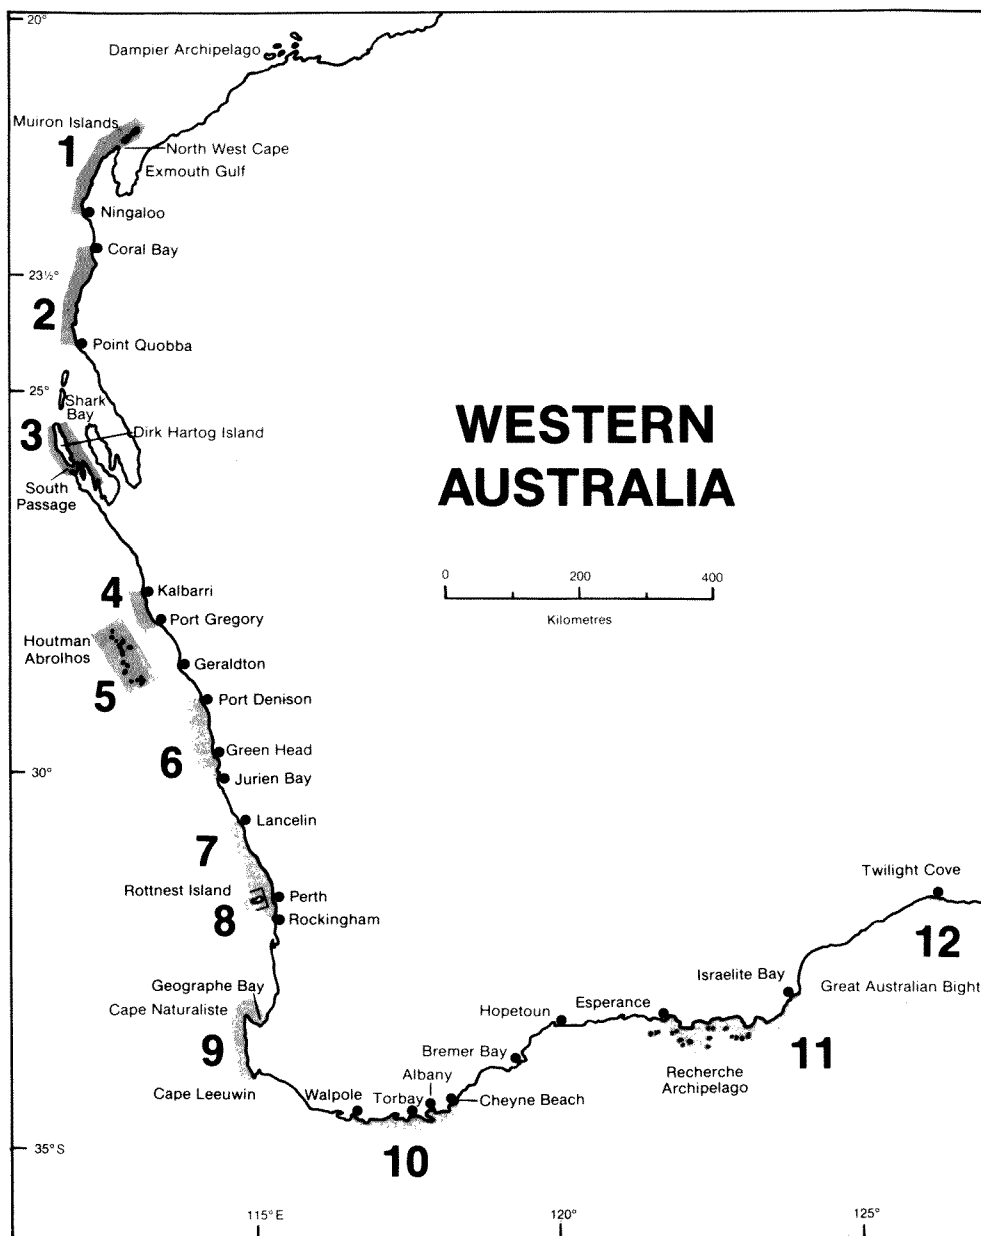 20°
Dampier Archipelago
Muiron Islands
1
North West Cape
Exmouth Gulf
Ningaloo
Coral Bay
23½°
2
Point Quobba
25°
Shark
Bay
3
Dirk Hartog Island
South
Passage
WESTERN
AUSTRALIA
0 200 400
Kilometres
4
Kalbarri
Port Gregory
Houtman
Abrolhos
5
Geraldton
Port Denison
6
Green Head
30°
Jurien Bay
Lancelin
7
Rottnest Island
Perth
8
Rockingham
Twilight Cove
12
Israelite Bay
Great Australian Bight
Geographe Bay
Cape Naturaliste
9
Hopetoun
Esperance
11
Bremer Bay
Recherche
Archipelago
Albany
Cape Leeuwin
Walpole
Torbay
Cheyne Beach
10
35°S
115°E 120° 125°